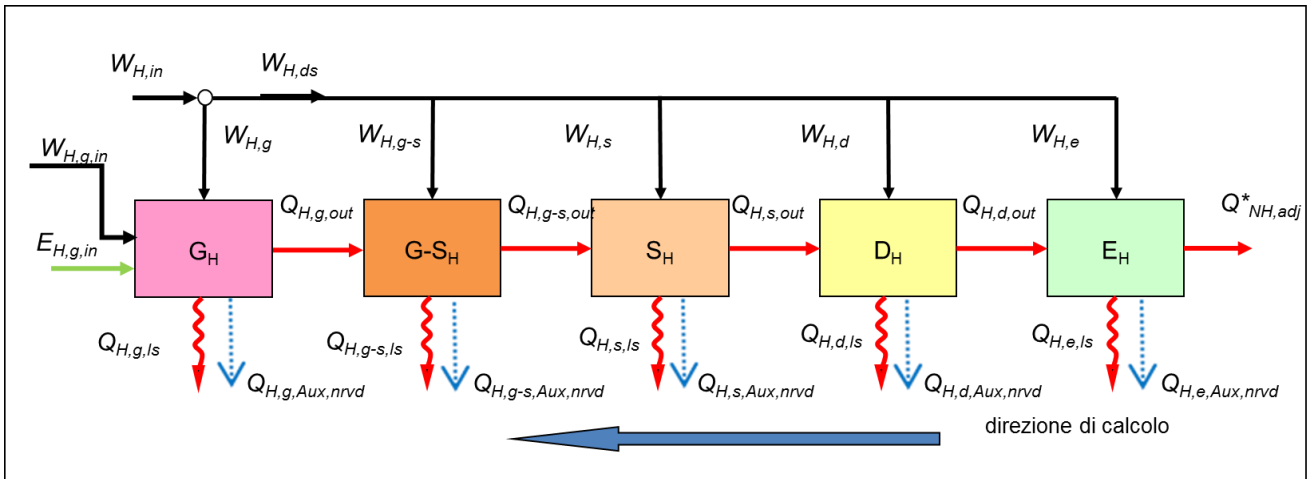 W_H,in W_H,ds
W_H,g W_H,g-s W_H,s W_H,d W_H,e
W_H,g,in
Q_H,g,out Q_H,g-s,out Q_H,s,out Q_H,d,out Q*_NH,adj
E_H,g,in G_H G-S_H S_H D_H E_H
Q_H,g,ls Q_H,g-s,ls Q_H,s,ls Q_H,d,ls Q_H,e,ls
Q_H,g,Aux,nrvd Q_H,g-s,Aux,nrvd Q_H,s,Aux,nrvd Q_H,d,Aux,nrvd Q_H,e,Aux,nrvd
direzione di calcolo